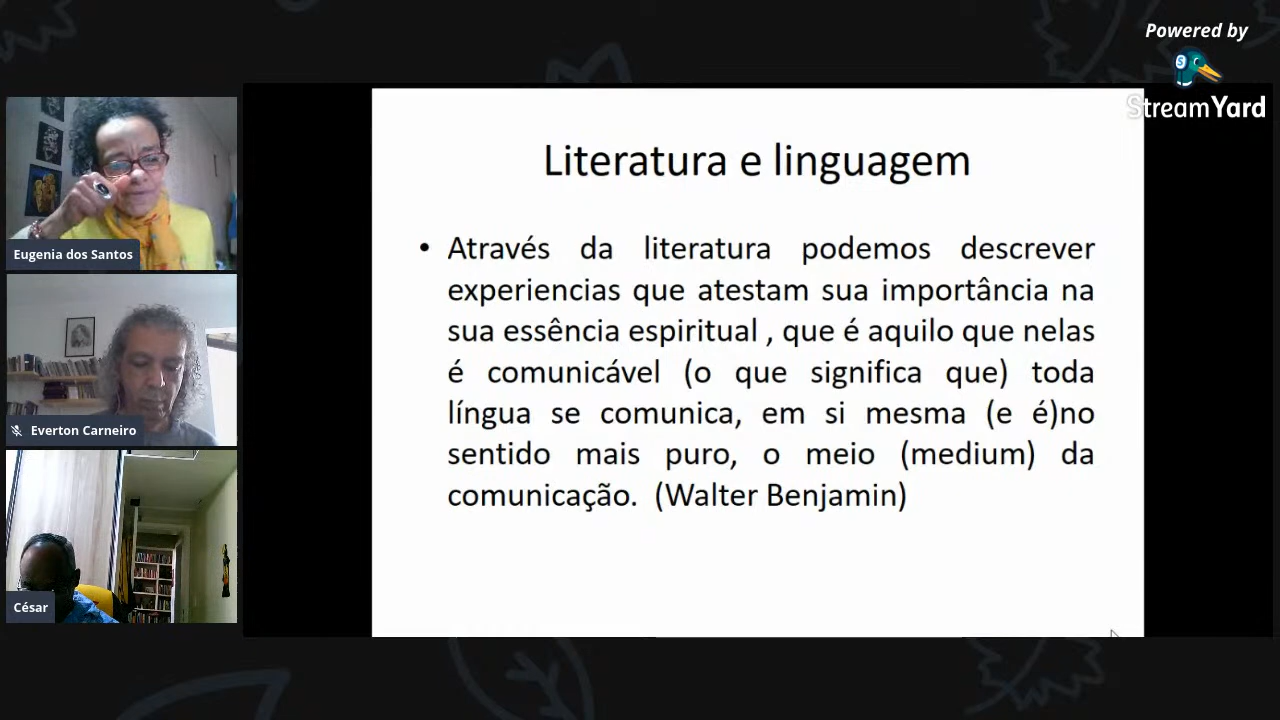 Powered by
StreamYard
Eugenia dos Santos
Everton Carneiro
César
Literatura e linguagem
• Através da literatura podemos descrever
experiencias que atestam sua importância na
sua essência espiritual , que é aquilo que nelas
é comunicável (o que significa que) toda
língua se comunica, em si mesma (e é)no
sentido mais puro, o meio (medium) da
comunicação. (Walter Benjamin)